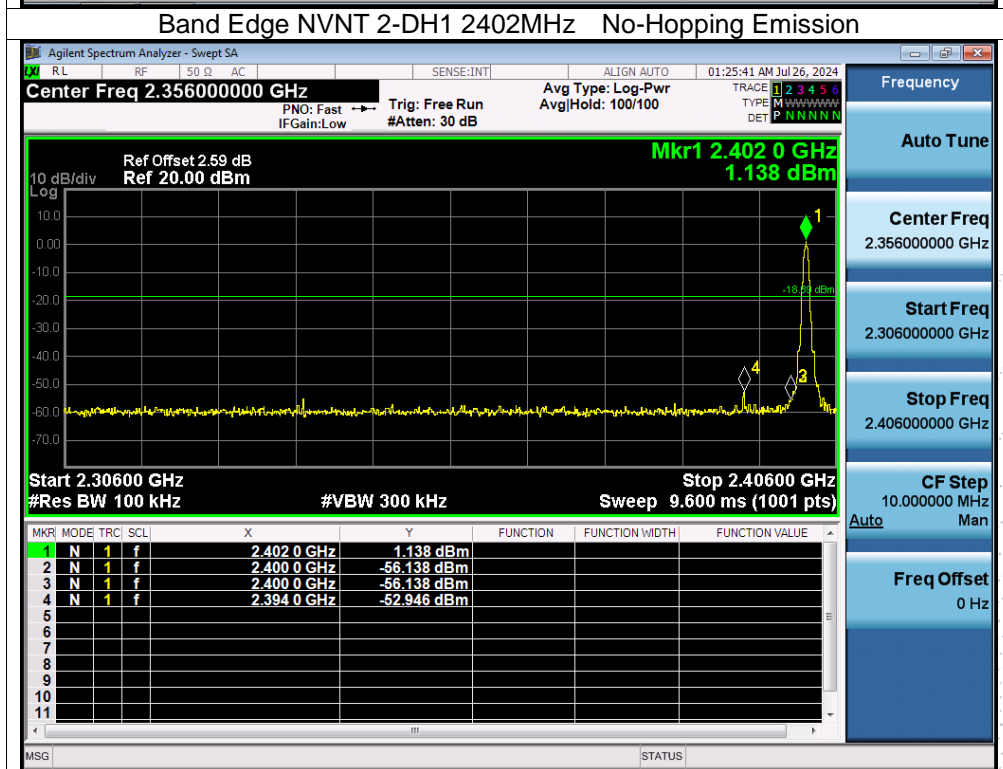 Band Edge NVNT 2-DH1 2402MHz No-Hopping Emission
Agilent Spectrum Analyzer - Swept SA
LXI RL RF 50 Ω AC SENSE:INT ALIGN AUTO 01:25:41 AM Jul 26, 2024
Center Freq 2.356000000 GHz
PNO: Fast
IFGain:Low
Trig: Free Run
#Atten: 30 dB
Avg Type: Log-Pwr
Avg|Hold: 100/100
TRACE 1 2 3 4 5 6
TYPE M WWWWW
DET P N N N N N
Frequency
Auto Tune
Center Freq
2.356000000 GHz
Start Freq
2.306000000 GHz
Stop Freq
2.406000000 GHz
CF Step
10.000000 MHz
Auto Man
Freq Offset
0 Hz
Mkr1 2.402 0 GHz
1.138 dBm
Ref Offset 2.59 dB
10 dB/div Ref 20.00 dBm
Log
10.0
0.00
-10.0
-20.0
-30.0
-40.0
-50.0
-60.0
-70.0
1
4
3
Start 2.30600 GHz Stop 2.40600 GHz
#Res BW 100 kHz #VBW 300 kHz Sweep 9.600 ms (1001 pts)
MKR MODE TRC SCL X Y FUNCTION FUNCTION WIDTH FUNCTION VALUE
1 N 1 f 2.402 0 GHz 1.138 dBm
2 N 1 f 2.400 0 GHz -56.138 dBm
3 N 1 f 2.400 0 GHz -56.138 dBm
4 N 1 f 2.394 0 GHz -52.946 dBm
5
6
7
8
9
10
11
MSG STATUS